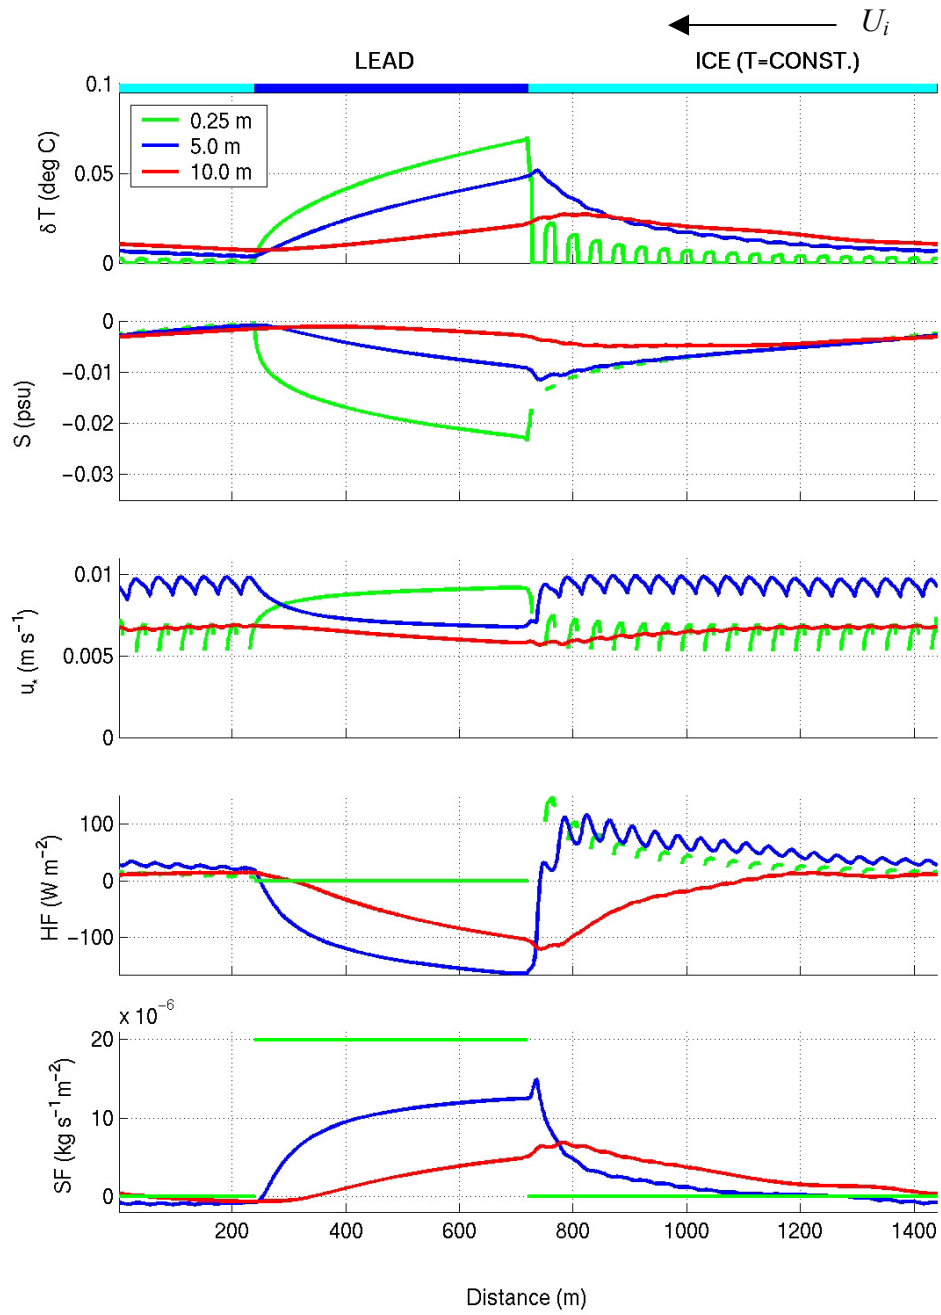 U_i
LEAD
ICE (T=CONST.)
0.1
0.05
0
δ T (deg C)
0.25 m
5.0 m
10.0 m
0
−0.01
−0.02
−0.03
S (psu)
0.01
0.005
0
u_* (m s⁻¹)
100
0
−100
HF (W m⁻²)
x 10⁻⁶
20
10
0
SF (kg s⁻¹m⁻²)
200 400 600 800 1000 1200 1400
Distance (m)